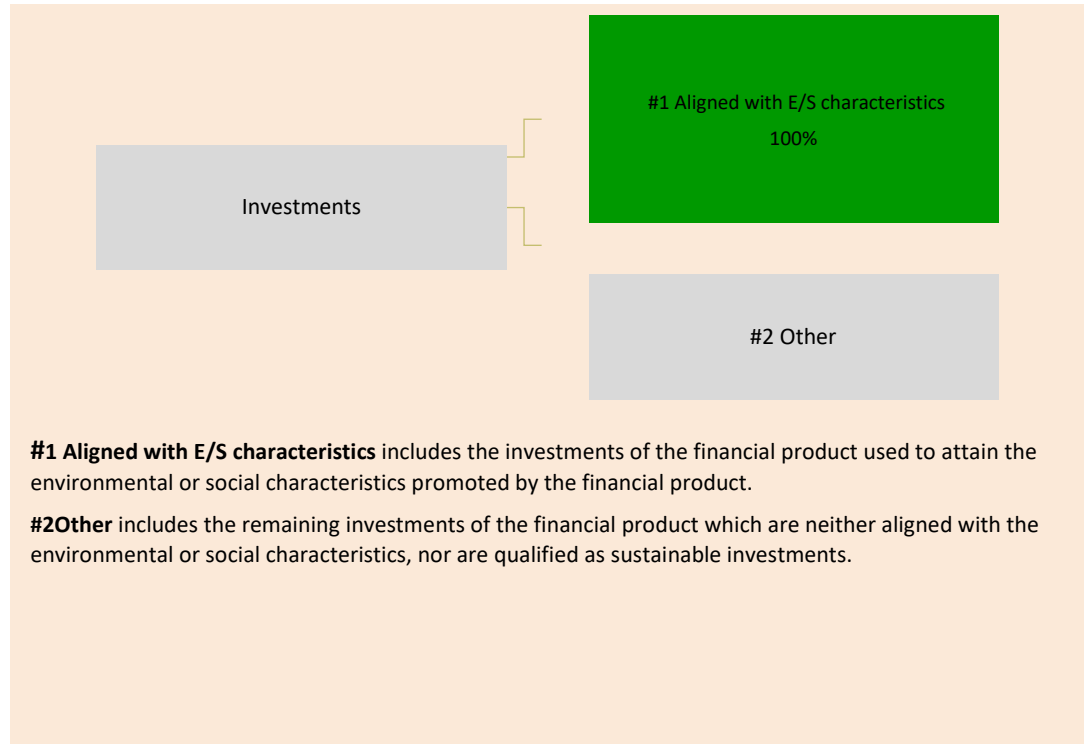 #1 Aligned with E/S characteristics
100%
Investments
#2 Other
#1 Aligned with E/S characteristics includes the investments of the financial product used to attain the
environmental or social characteristics promoted by the financial product.
#2Other includes the remaining investments of the financial product which are neither aligned with the
environmental or social characteristics, nor are qualified as sustainable investments.